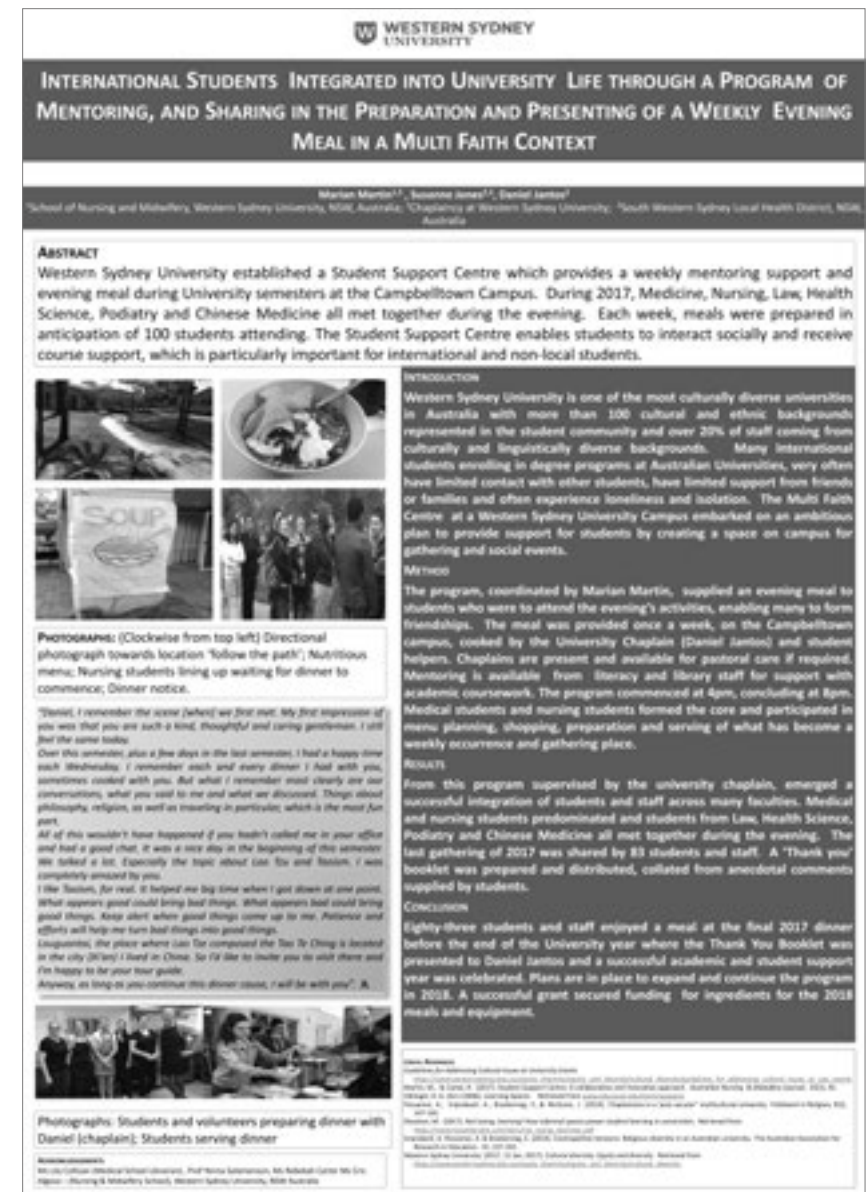 WESTERN SYDNEY
UNIVERSITY
INTERNATIONAL STUDENTS INTEGRATED INTO UNIVERSITY LIFE THROUGH A PROGRAM OF
MENTORING, AND SHARING IN THE PREPARATION AND PRESENTING OF A WEEKLY EVENING
MEAL IN A MULTI FAITH CONTEXT
Marian Martin, Susanne Jones, Daniel Jantos
School of Nursing and Midwifery, Western Sydney University, NSW, Australia; Chaplaincy at Western Sydney University; South Western Sydney Local Health District, NSW
Australia
ABSTRACT
Western Sydney University established a Student Support Centre which provides a weekly mentoring support and
evening meal during University semesters at the Campbelltown Campus. During 2017, Medicine, Nursing, Law, Health
Science, Podiatry and Chinese Medicine all met together during the evening. Each week, meals were prepared in
anticipation of 100 students attending. The Student Support Centre enables students to interact socially and receive
course support, which is particularly important for international and non-local students.
SOUP
PHOTOGRAPHS: (Clockwise from top left) Directional
photograph towards location 'follow the path'; Nutritious
menu; Nursing students lining up waiting for dinner to
commence; Dinner notice.
"Daniel, I remember the scene [when] we first met. My first impression of
you was that you are such a kind, thoughtful and caring gentleman. I still
feel the same today.
Over this semester, plus a few days in the last semester, I had a happy time
each Wednesday. I remember each and every dinner I had with you,
sometimes cooked with you. But what I remember most clearly are our
conversations, what you said to me and what we discussed. Things about
philosophy, religion, as well as traveling in particular, which is the most fun
part.
All of this wouldn't have happened if you hadn't called me in your office
and had a good chat. It was a nice day in the beginning of this semester.
We talked a lot. Especially the topic about Lao Tzu and Taoism. I was
completely amazed by you.
I like Taoism, for real. It helped me big time when I got down at one point.
What appears good could bring bad things. What appears bad could bring
good things. Keep alert when good things come up to me. Patience and
efforts will help me turn bad things into good things.
the place where Lao Tze composed the Tao Te Ching is located
in the city (Xi'an) I lived in China. So I'd like to invite you to visit there and
I'm happy to be your tour guide.
Anyway, as long as you continue this dinner cause, I will be with you";
Photographs: Students and volunteers preparing dinner with
Daniel (chaplain); Students serving dinner
ACKNOWLEDGEMENTS
(Medical School Librarian), Prof Yenna Salamonson, Ms Rebekah
(Nursing & Midwifery School), Western Sydney University, NSW Australia
INTRODUCTION
Western Sydney University is one of the most culturally diverse universities
in Australia with more than 100 cultural and ethnic backgrounds
represented in the student community and over 20% of staff coming from
culturally and linguistically diverse backgrounds. Many International
students enrolling in degree programs at Australian Universities, very often
have limited contact with other students, have limited support from friends
or families and often experience loneliness and isolation. The Multi Faith
Centre at a Western Sydney University Campus embarked on an ambitious
plan to provide support for students by creating a space on campus for
gathering and social events.
METHOD
The program, coordinated by Marian Martin, supplied an evening meal to
students who were to attend the evening's activities, enabling many to form
friendships. The meal was provided once a week, on the Campbelltown
campus, cooked by the University Chaplain (Daniel Jantos) and student
helpers. Chaplains are present and available for pastoral care if required.
Mentoring is available from literacy and library staff for support with
academic coursework. The program commenced at 4pm, concluding at 8pm.
Medical students and nursing students formed the core and participated in
menu planning, shopping, preparation and serving of what has become a
weekly occurrence and gathering place.
RESULTS
From this program supervised by the university chaplain, emerged a
successful integration of students and staff across many faculties. Medical
and nursing students predominated and students from Law, Health Science,
Podiatry and Chinese Medicine all met together during the evening. The
last gathering of 2017 was shared by 83 students and staff. A 'Thank you'
booklet was prepared and distributed, collated from anecdotal comments
supplied by students.
CONCLUSION
Eighty-three students and staff enjoyed a meal at the final 2017 dinner
before the end of the University year where the Thank You Booklet was
presented to Daniel Jantos and a successful academic and student support
year was celebrated. Plans are in place to expand and continue the program
in 2018. A successful grant secured funding for ingredients for the 2018
meals and equipment.